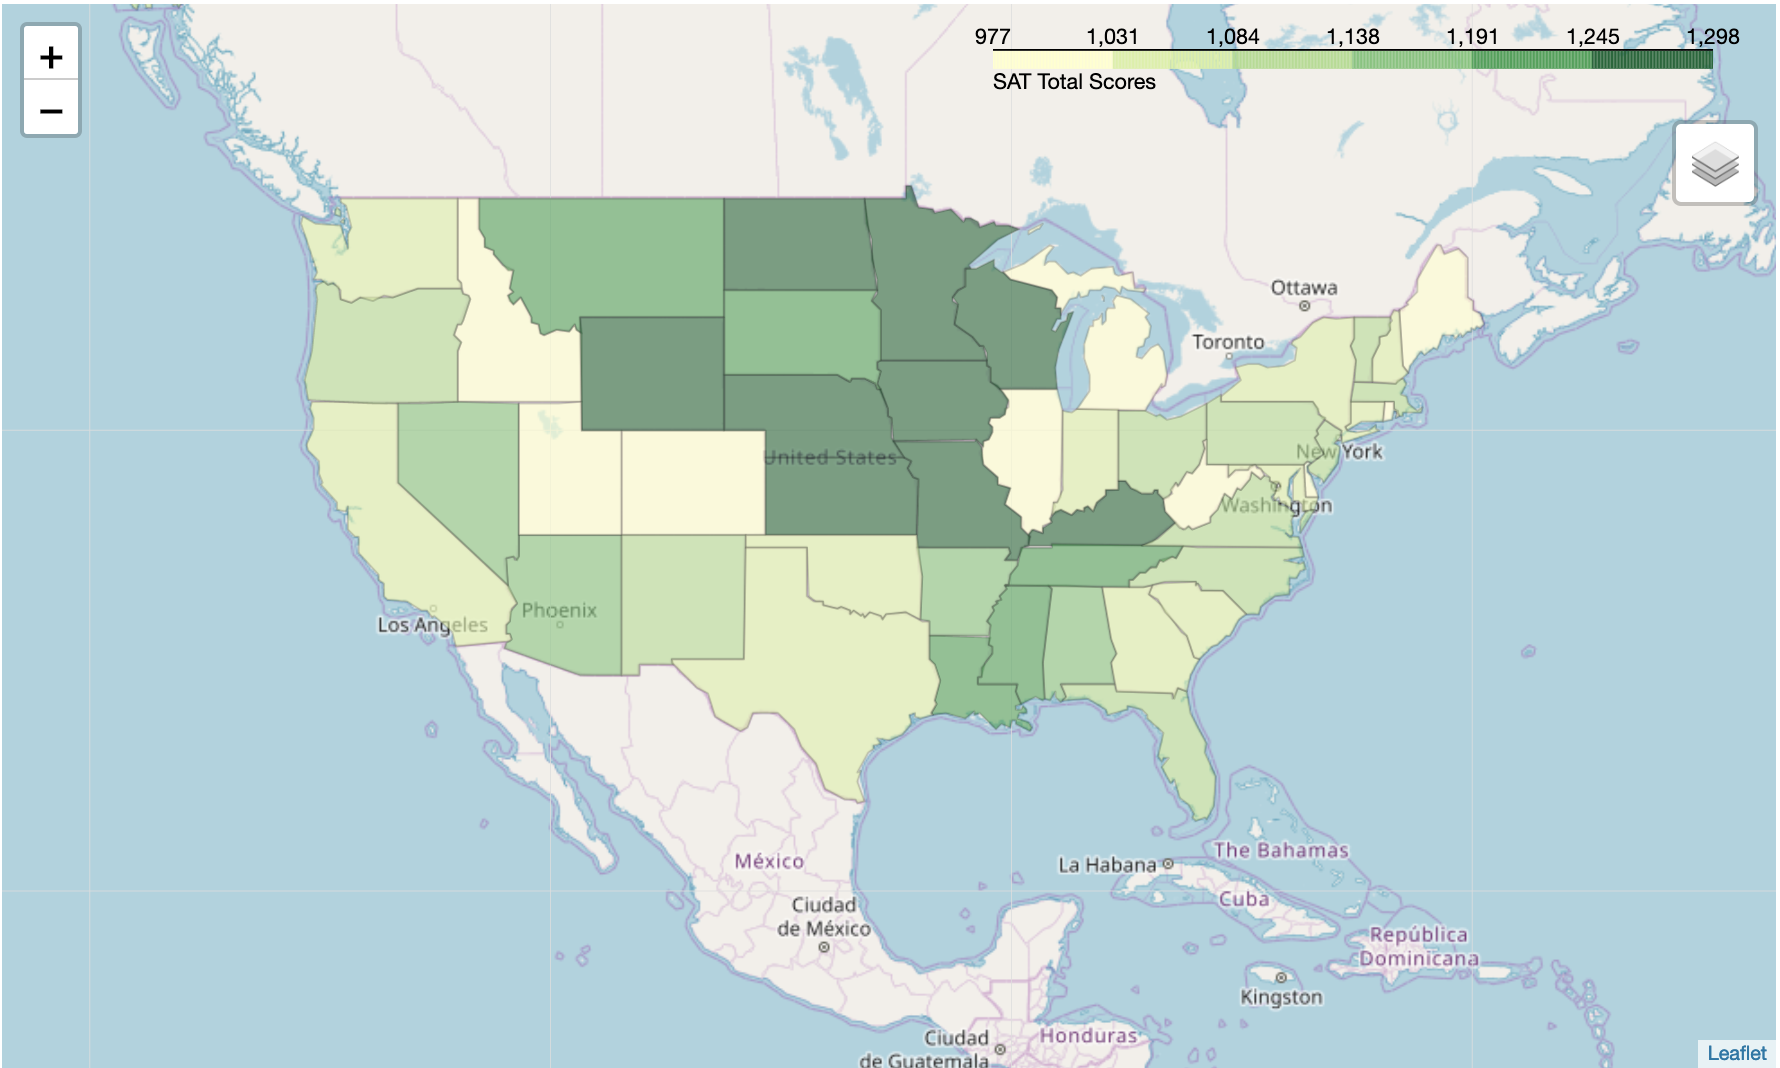 +
−
977 1,031 1,084 1,138 1,191 1,245 1,298
SAT Total Scores
Ottawa
Toronto
New York
United States
Washington
Phoenix
Los Angeles
México
Ciudad
de México
La Habana
The Bahamas
Cuba
República
Dominicana
Kingston
Ciudad
de Guatemala
Honduras
Leaflet